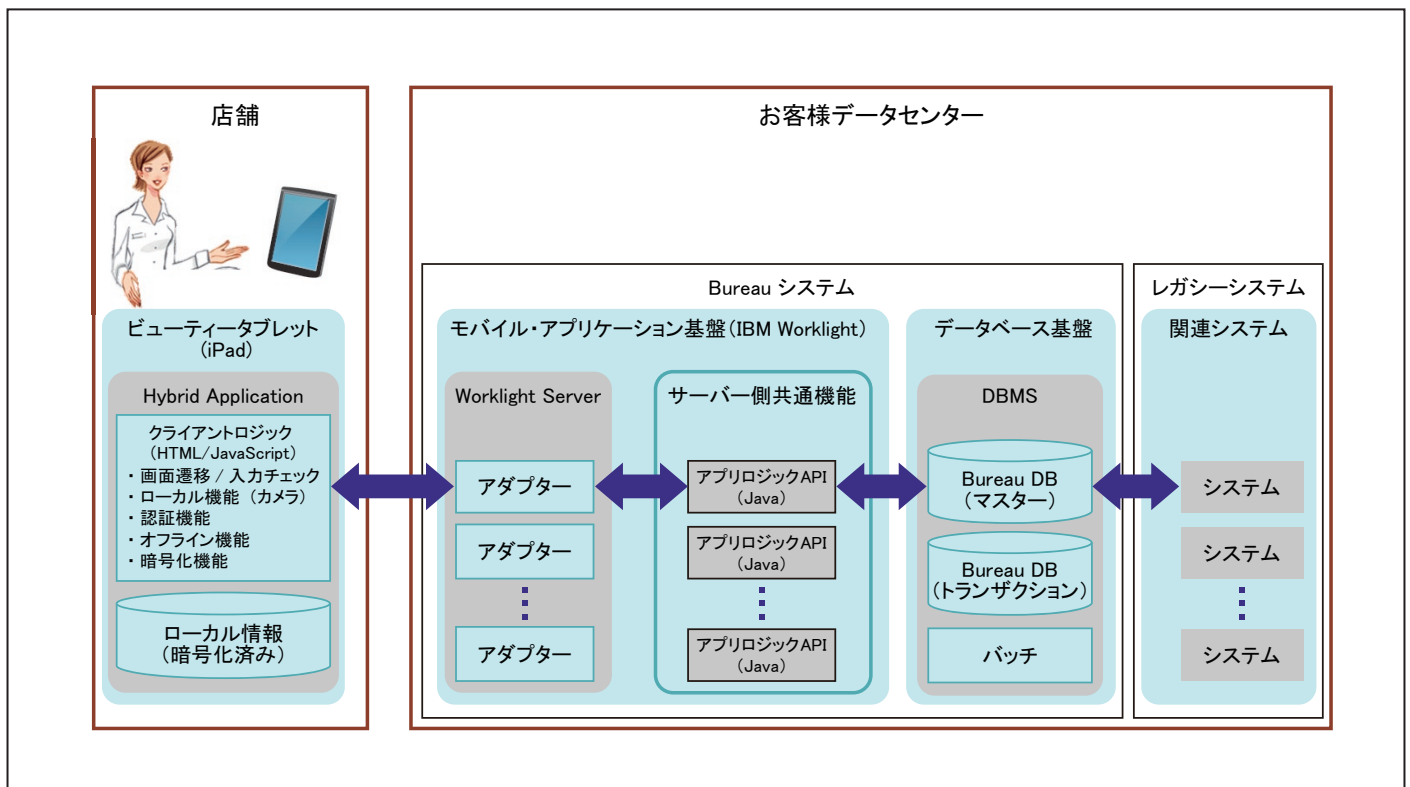 店舗
ビューティータブレット
(iPad)
Hybrid Application
クライアントロジック
(HTML/JavaScript)
・画面遷移 / 入力チェック
・ローカル機能（カメラ）
・認証機能
・オフライン機能
・暗号化機能
ローカル情報
(暗号化済み)
お客様データセンター
Bureau システム
モバイル・アプリケーション基盤(IBM Worklight)
Worklight Server
アダプター
アダプター
アダプター
サーバー側共通機能
アプリロジックAPI
(Java)
アプリロジックAPI
(Java)
アプリロジックAPI
(Java)
データベース基盤
DBMS
Bureau DB
(マスター)
Bureau DB
(トランザクション)
バッチ
レガシーシステム
関連システム
システム
システム
システム